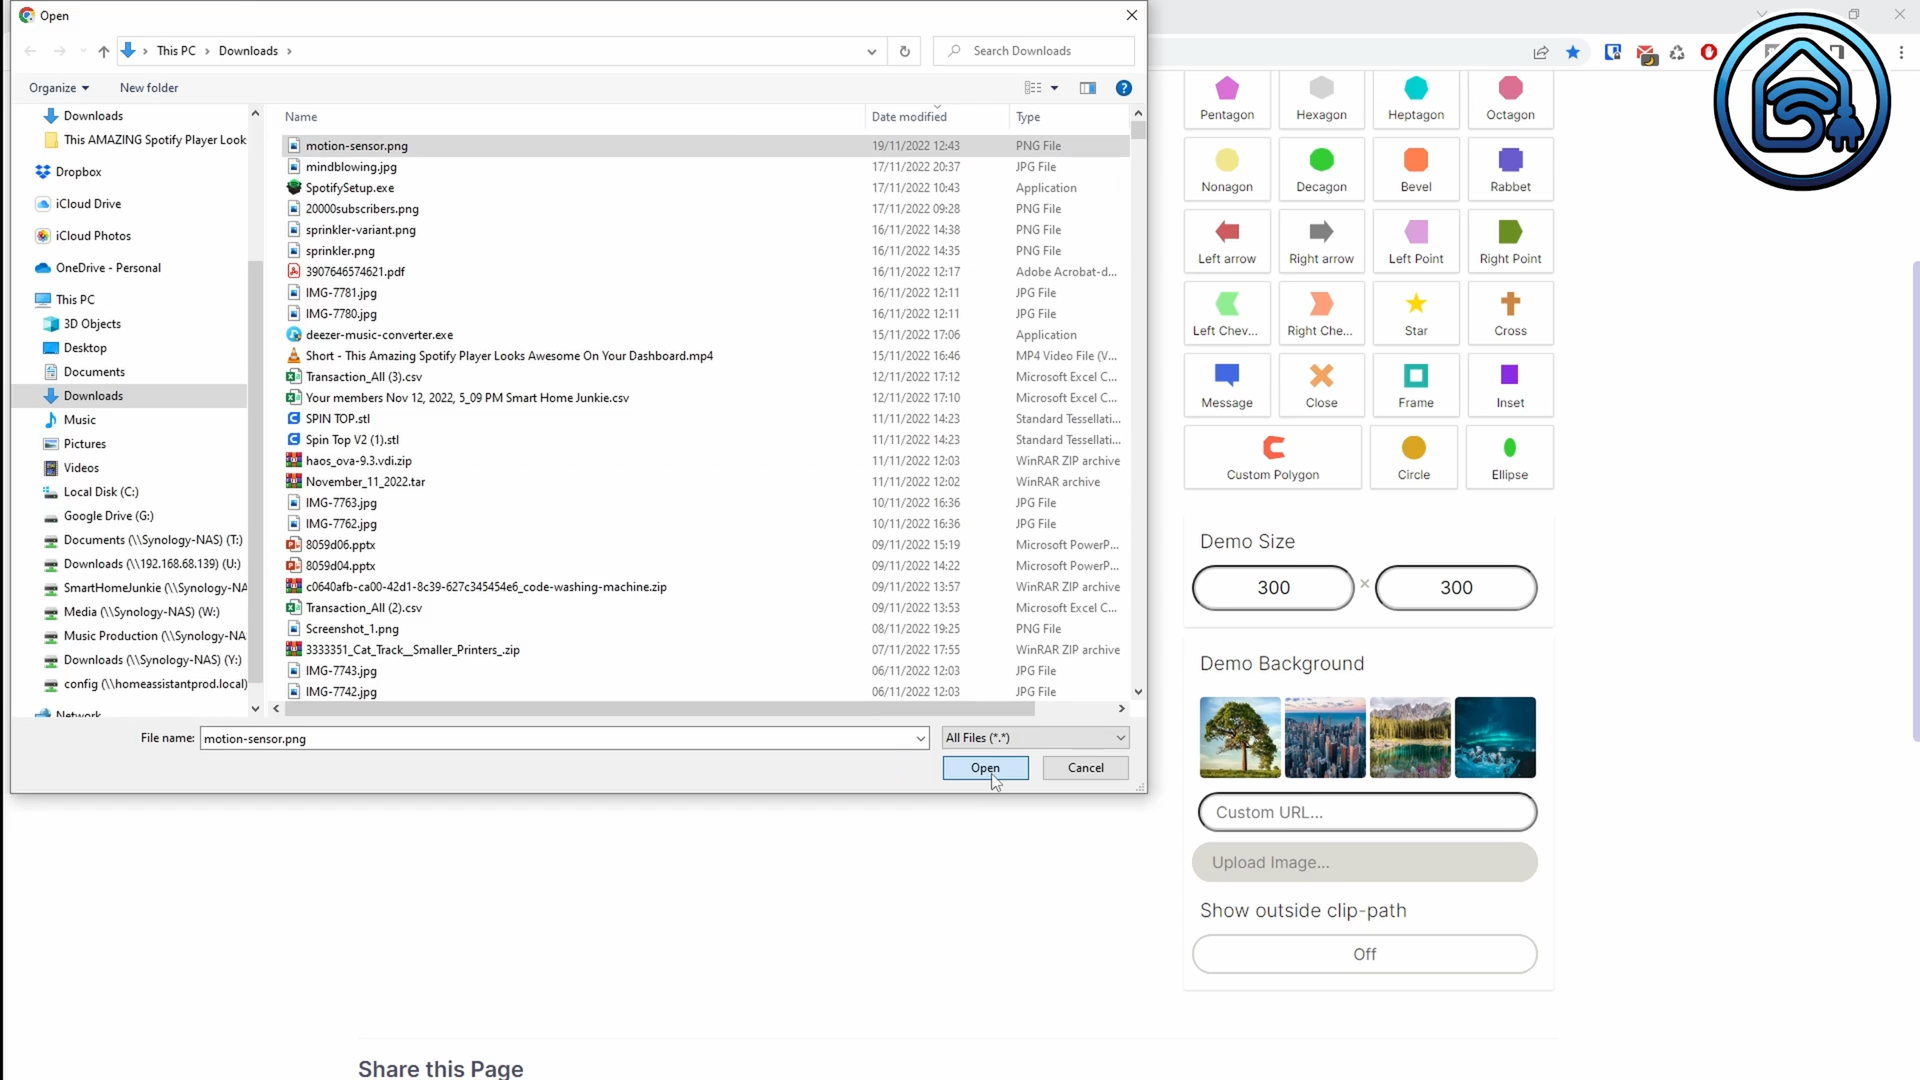 Open
This PC
Downloads
Search Downloads
Organize
New folder
Downloads
This AMAZING Spotify Player Look
Dropbox
iCloud Drive
iCloud Photos
OneDrive - Personal
This PC
3D Objects
Desktop
Documents
Downloads
Music
Pictures
Videos
Local Disk (C:)
Google Drive (G:)
Documents (\\Synology-NAS) (T:)
Downloads (\\192.168.68.139) (U:)
SmartHomeJunkie (\\Synology-NA
Media (\\Synology-NAS) (W:)
Music Production (\\Synology-NA
Downloads (\\Synology-NAS) (Y:)
config (\\homeassistantprod.local)
Network
Name Date modified Type
motion-sensor.png 19/11/2022 12:43 PNG File
mindblowing.jpg 17/11/2022 20:37 JPG File
SpotifySetup.exe 17/11/2022 10:43 Application
20000subscribers.png 17/11/2022 09:28 PNG File
sprinkler-variant.png 16/11/2022 14:38 PNG File
sprinkler.png 16/11/2022 14:35 PNG File
3907646574621.pdf 16/11/2022 12:17 Adobe Acrobat-d...
IMG-7781.jpg 16/11/2022 12:11 JPG File
IMG-7780.jpg 16/11/2022 12:11 JPG File
deezer-music-converter.exe 15/11/2022 17:06 Application
Short - This Amazing Spotify Player Looks Awesome On Your Dashboard.mp4 15/11/2022 16:46 MP4 Video File (V...
Transaction_All (3).csv 12/11/2022 17:12 Microsoft Excel C...
Your members Nov 12, 2022, 5_09 PM Smart Home Junkie.csv 12/11/2022 17:10 Microsoft Excel C...
SPIN TOP.stl 11/11/2022 14:23 Standard Tessellati...
Spin Top V2 (1).stl 11/11/2022 14:23 Standard Tessellati...
haos_ova-9.3.vdi.zip 11/11/2022 12:03 WinRAR ZIP archive
November_11_2022.tar 11/11/2022 12:02 WinRAR archive
IMG-7763.jpg 10/11/2022 16:36 JPG File
IMG-7762.jpg 10/11/2022 16:36 JPG File
8059d06.pptx 09/11/2022 15:19 Microsoft PowerP...
8059d04.pptx 09/11/2022 14:22 Microsoft PowerP...
c0640afb-ca00-42d1-8c39-627c345454e6_code-washing-machine.zip 09/11/2022 13:57 WinRAR ZIP archive
Transaction_All (2).csv 09/11/2022 13:53 Microsoft Excel C...
Screenshot_1.png 08/11/2022 19:25 PNG File
3333351_Cat_Track__Smaller_Printers_.zip 07/11/2022 17:55 WinRAR ZIP archive
IMG-7743.jpg 06/11/2022 12:03 JPG File
IMG-7742.jpg 06/11/2022 12:03 JPG File
File name: motion-sensor.png
All Files (*.*)
Open Cancel
Pentagon Hexagon Heptagon Octagon
Nonagon Decagon Bevel Rabbet
Left arrow Right arrow Left Point Right Point
Left Chev... Right Che... Star Cross
Message Close Frame Inset
Custom Polygon Circle Ellipse
Demo Size
300 × 300
Demo Background
Custom URL...
Upload Image...
Show outside clip-path
Off
Share this Page